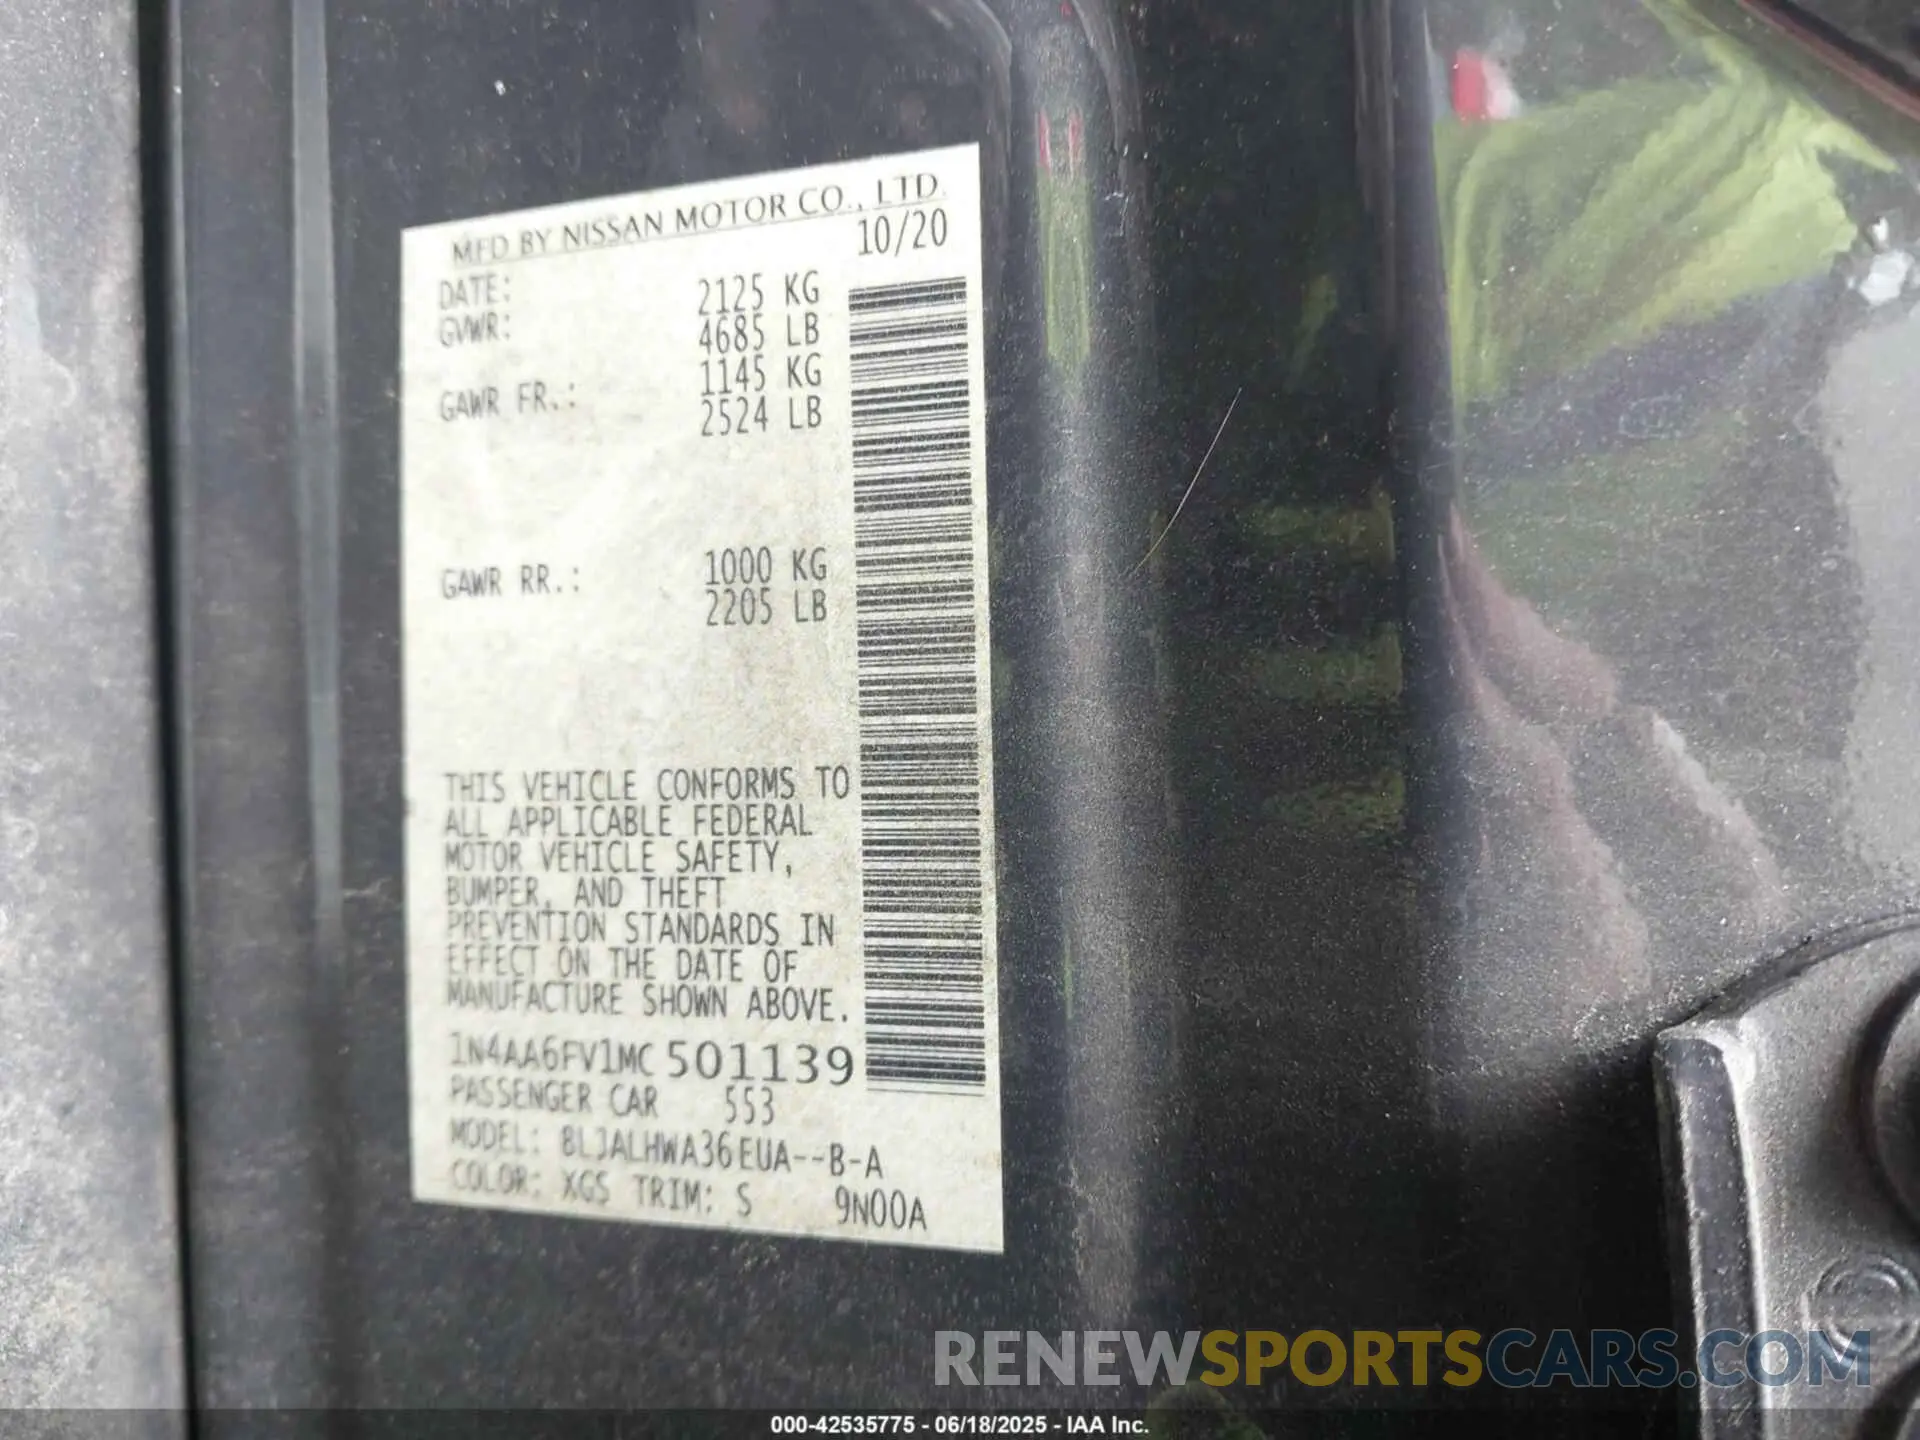 MFD BY NISSAN MOTOR CO., LTD.
DATE: 10/20
GVWR: 2125 KG
4685 LB
GAWR FR.: 1145 KG
2524 LB
GAWR RR.: 1000 KG
2205 LB
THIS VEHICLE CONFORMS TO
ALL APPLICABLE FEDERAL
MOTOR VEHICLE SAFETY,
BUMPER, AND THEFT
PREVENTION STANDARDS IN
EFFECT ON THE DATE OF
MANUFACTURE SHOWN ABOVE.
1N4AA6FV1MC501139
PASSENGER CAR 553
MODEL: 8LJALHWA36EUA--B-A
COLOR: XGS TRIM: S 9N00A
RENEWSPORTSCARS.COM
000-42535775 - 06/18/2025 - IAA Inc.